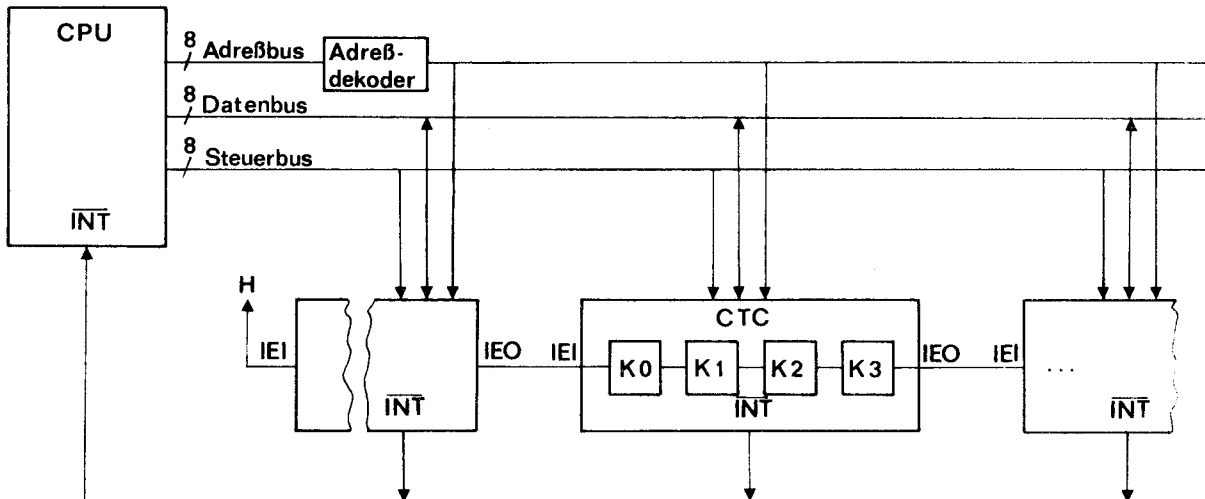 CPU
8 Adreßbus
Adreß-
dekoder
8 Datenbus
8 Steuerbus
INT
H
CTC
IEI
IEO
IEI
K0 K1 K2 K3
IEO
IEI
...
INT
INT
INT